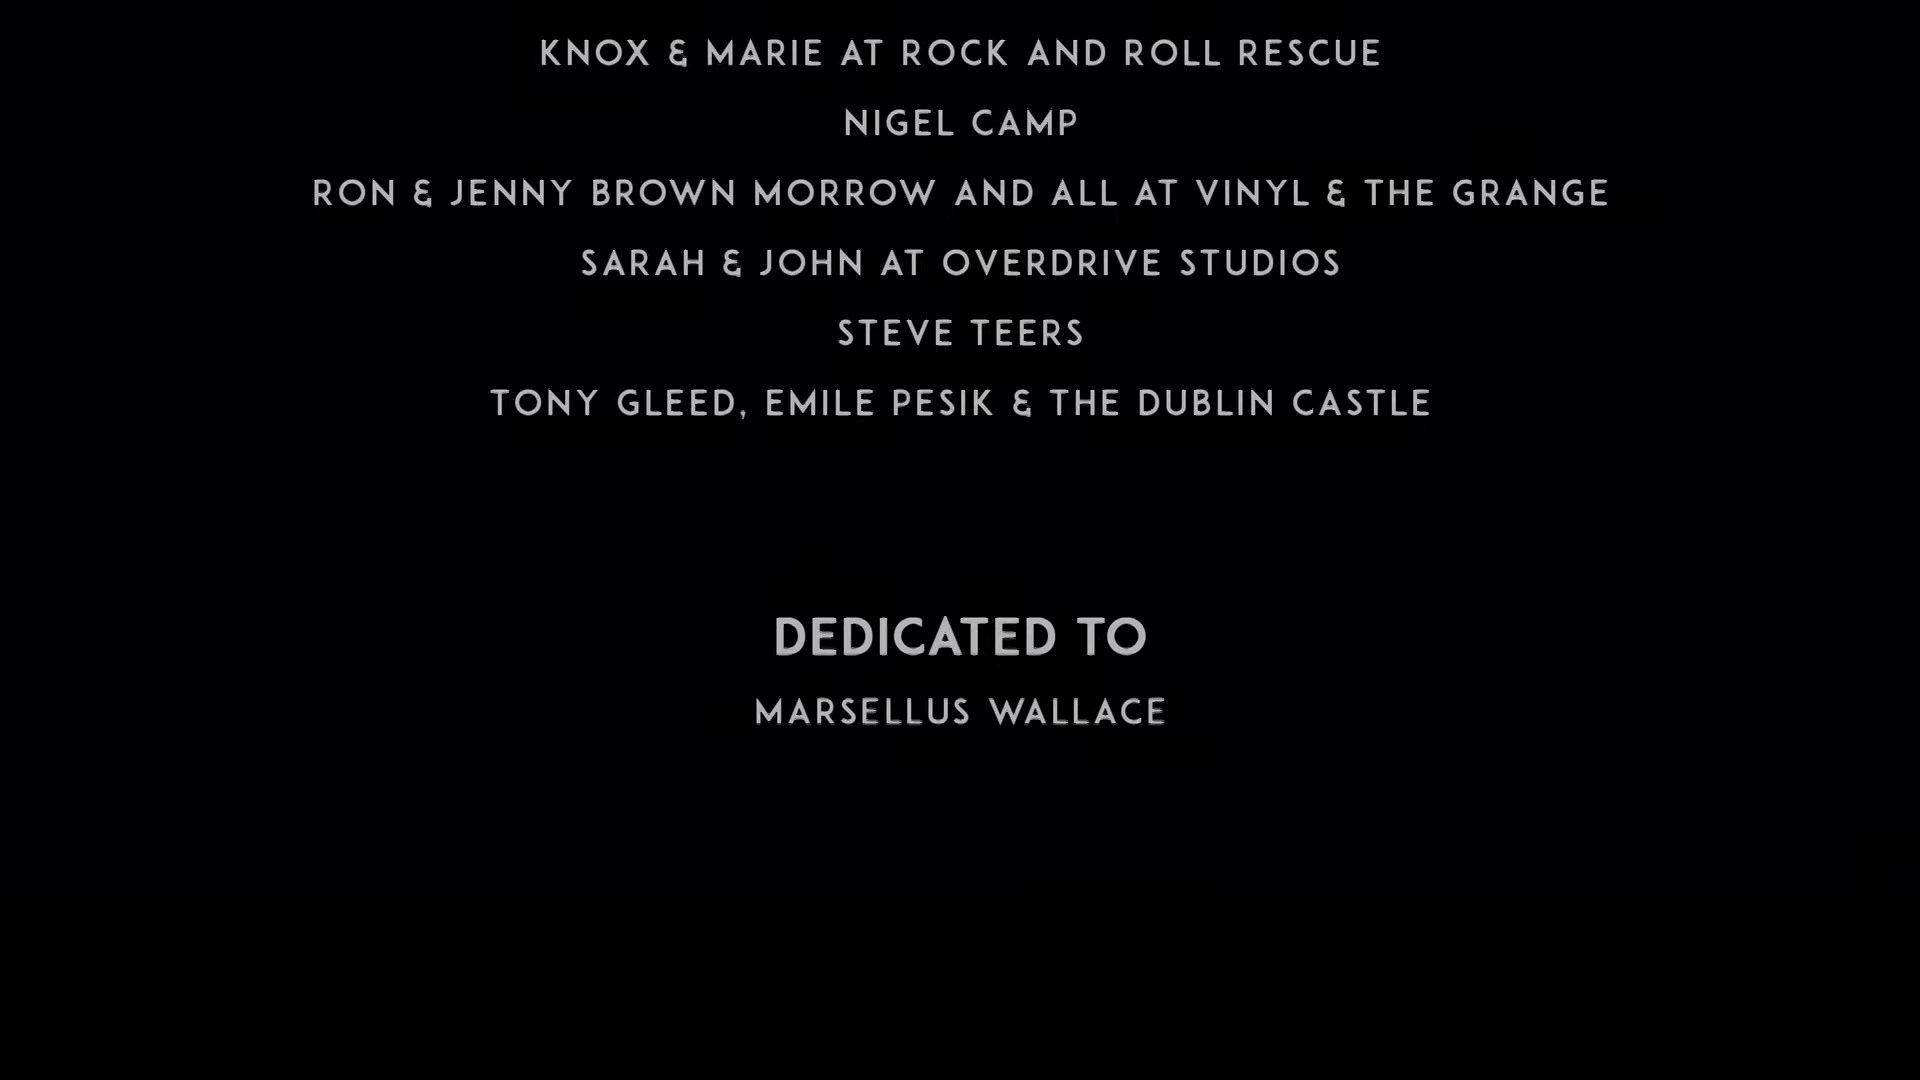 KNOX & MARIE AT ROCK AND ROLL RESCUE
NIGEL CAMP
RON & JENNY BROWN MORROW AND ALL AT VINYL & THE GRANGE
SARAH & JOHN AT OVERDRIVE STUDIOS
STEVE TEERS
TONY GLEED, EMILE PESIK & THE DUBLIN CASTLE
DEDICATED TO
MARSELLUS WALLACE